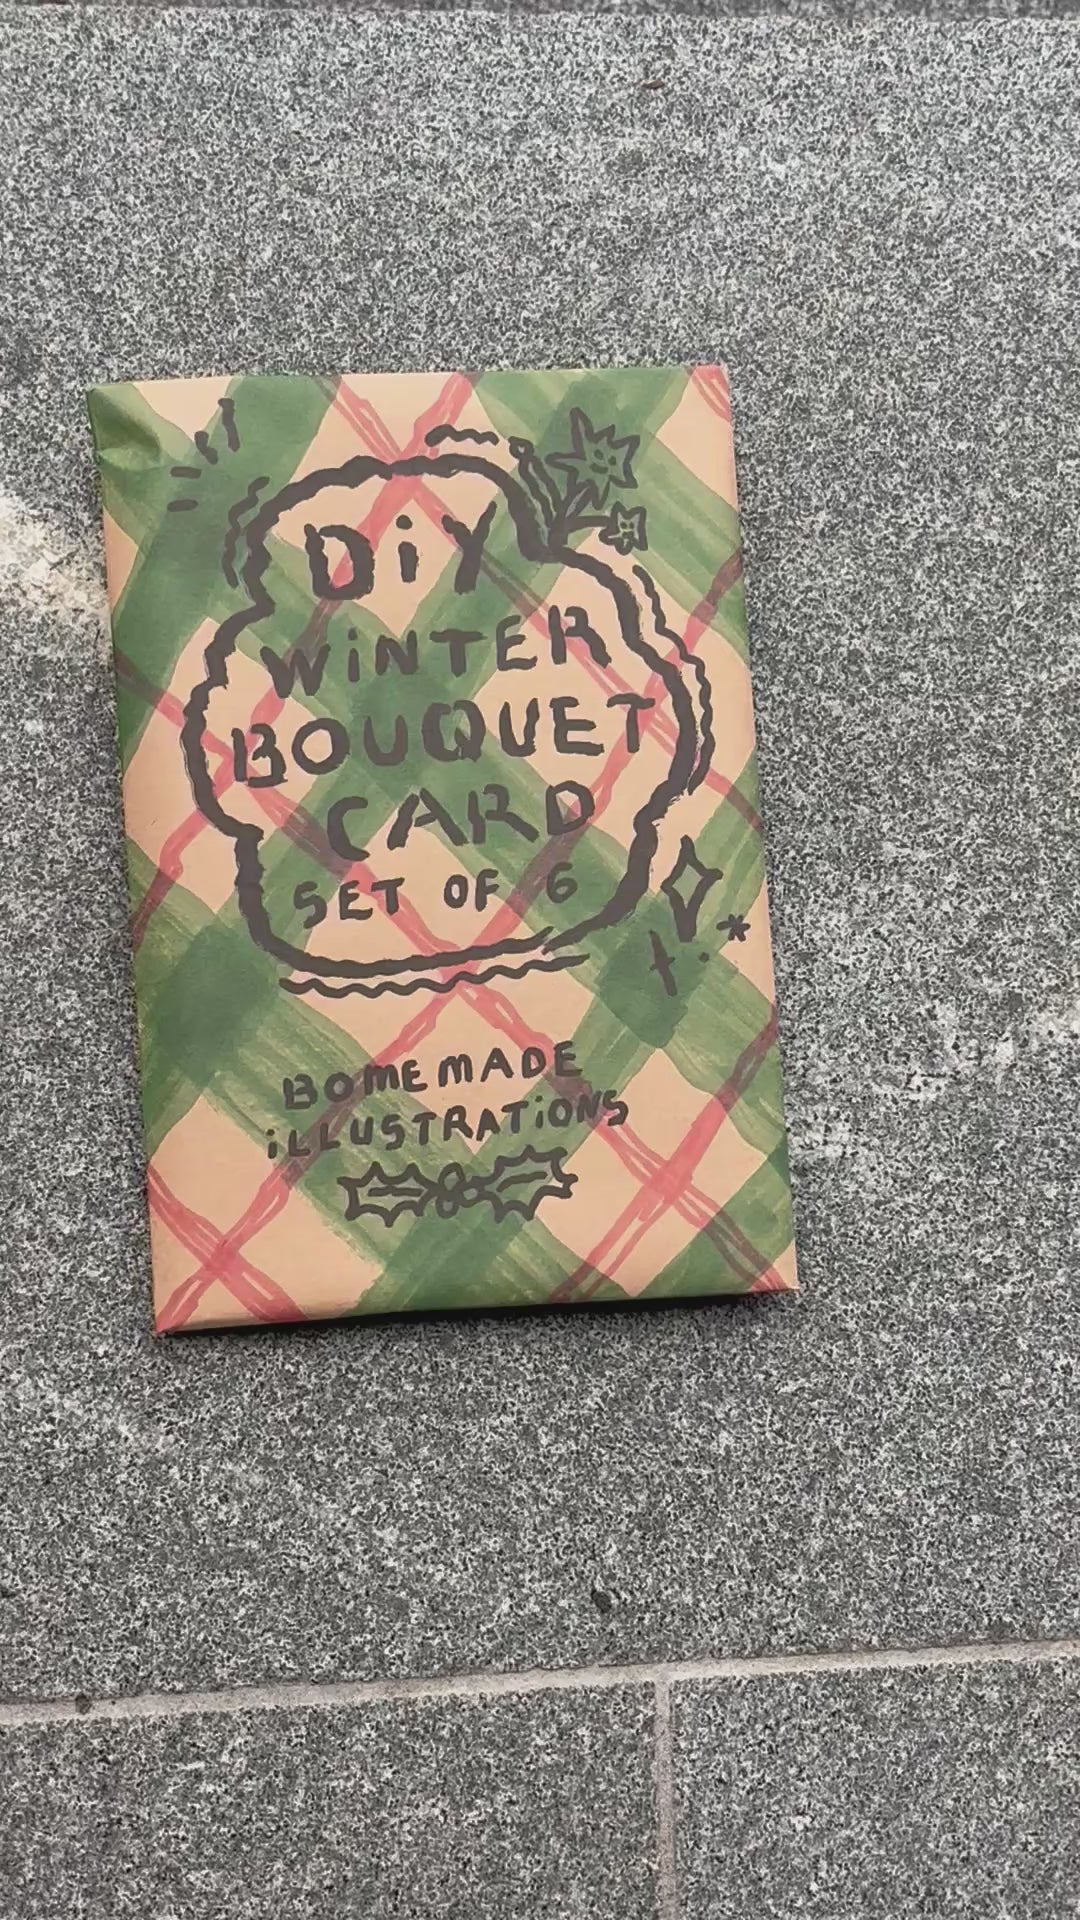 DiY
WiNTER
BOUQUET
CARD
SET OF 6
BOMEMADE
iLLUSTRATiONS